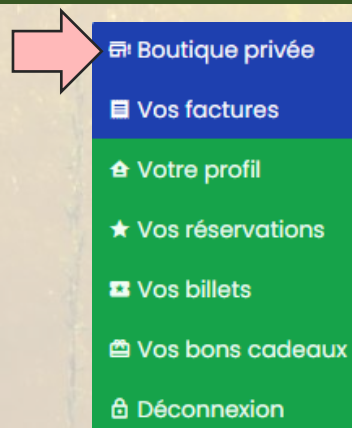 Boutique privée
Vos factures
Votre profil
Vos réservations
Vos billets
Vos bons cadeaux
Déconnexion